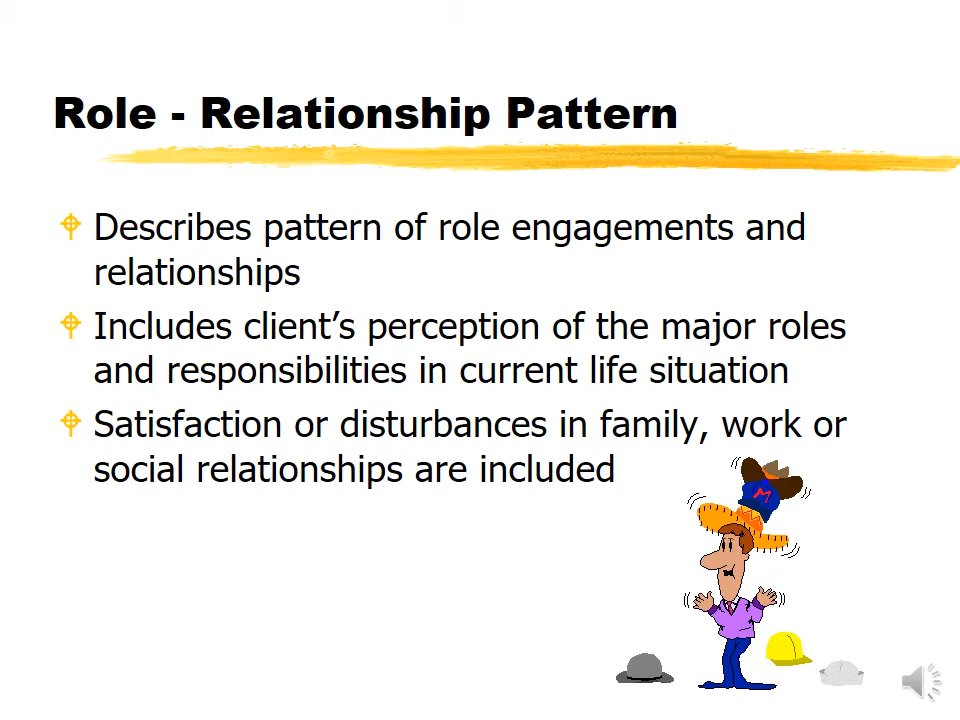 Role - Relationship Pattern
Describes pattern of role engagements and
relationships
Includes client’s perception of the major roles
and responsibilities in current life situation
Satisfaction or disturbances in family, work or
social relationships are included
M